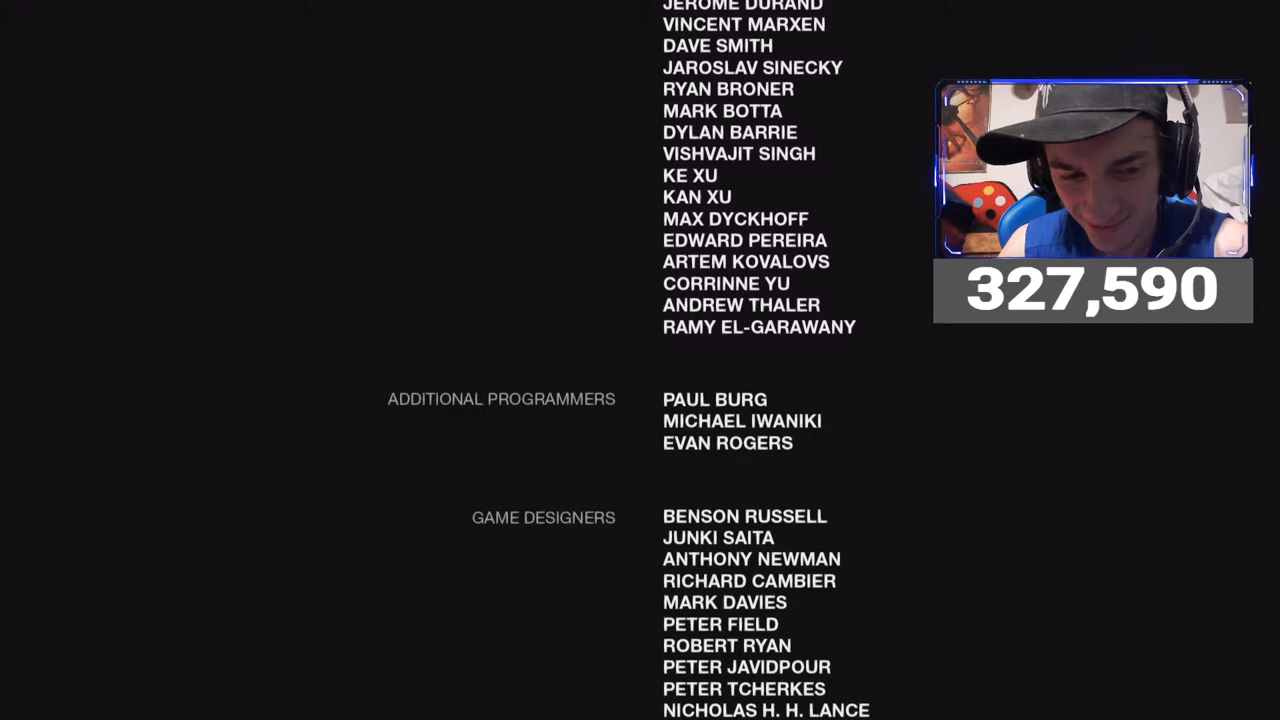 JEROME DURAND
VINCENT MARXEN
DAVE SMITH
JAROSLAV SINECKY
RYAN BRONER
MARK BOTTA
DYLAN BARRIE
VISHVAJIT SINGH
KE XU
KAN XU
MAX DYCKHOFF
EDWARD PEREIRA
ARTEM KOVALOVS
CORRINNE YU
ANDREW THALER
RAMY EL-GARAWANY
327,590
ADDITIONAL PROGRAMMERS
PAUL BURG
MICHAEL IWANIKI
EVAN ROGERS
GAME DESIGNERS
BENSON RUSSELL
JUNKI SAITA
ANTHONY NEWMAN
RICHARD CAMBIER
MARK DAVIES
PETER FIELD
ROBERT RYAN
PETER JAVIDPOUR
PETER TCHERKES
NICHOLAS H. H. LANCE